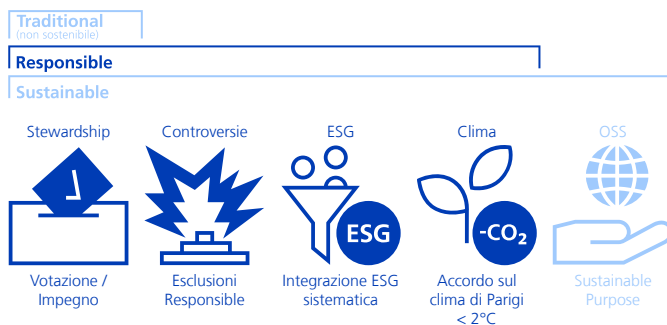 Traditional
(non sostenibile)
Responsible
Sustainable
Stewardship
Controversie
ESG
Clima
OSS
ESG
-CO₂
Votazione /
Impegno
Esclusioni
Responsible
Integrazione ESG
sistematica
Accordo sul
clima di Parigi
< 2°C
Sustainable
Purpose